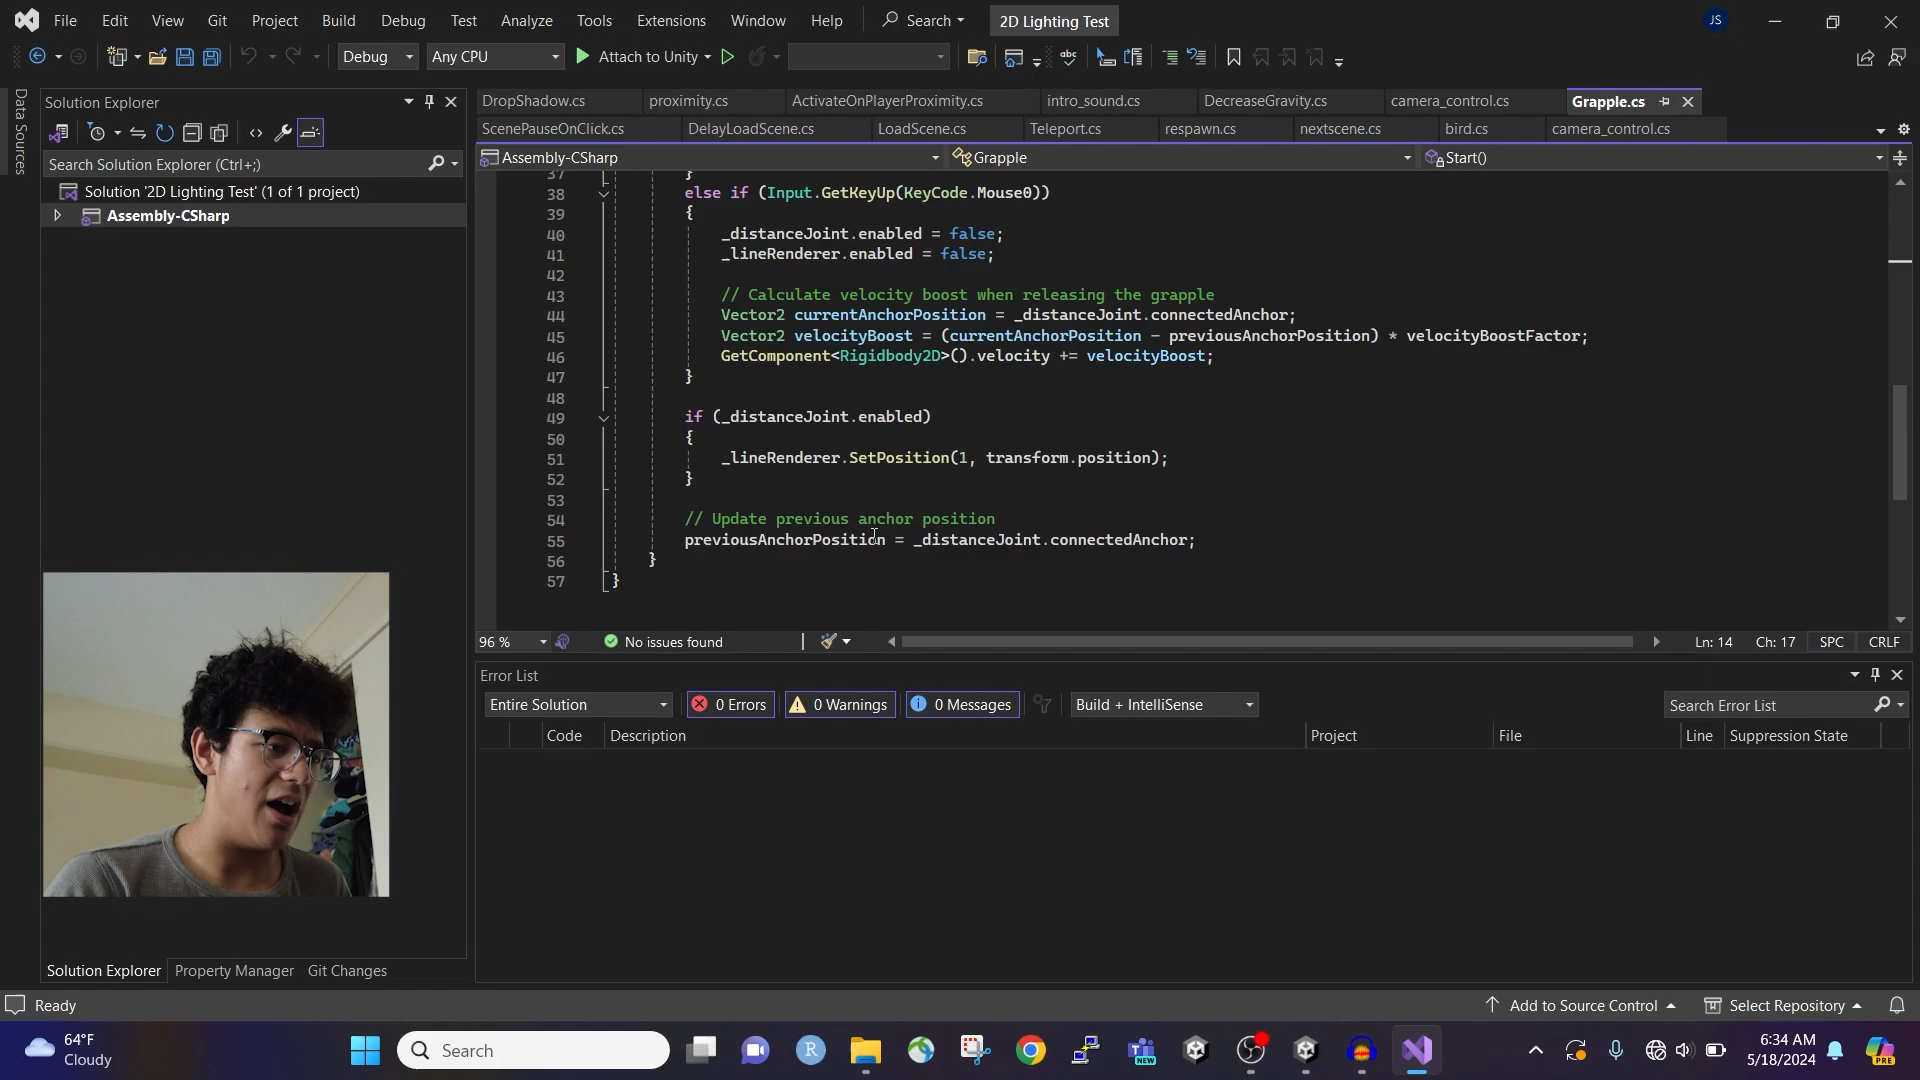 File Edit View Git Project Build Debug Test Analyze Tools Extensions Window Help Search 2D Lighting Test JS
Debug Any CPU Attach to Unity
Data Sources
Solution Explorer
Search Solution Explorer (Ctrl+;)
Solution '2D Lighting Test' (1 of 1 project)
Assembly-CSharp
DropShadow.cs proximity.cs ActivateOnPlayerProximity.cs intro_sound.cs DecreaseGravity.cs camera_control.cs Grapple.cs
ScenePauseOnClick.cs DelayLoadScene.cs LoadScene.cs Teleport.cs respawn.cs nextscene.cs bird.cs camera_control.cs
Assembly-CSharp Grapple Start()
37 }
38 else if (Input.GetKeyUp(KeyCode.Mouse0))
39 {
40 _distanceJoint.enabled = false;
41 _lineRenderer.enabled = false;
42
43 // Calculate velocity boost when releasing the grapple
44 Vector2 currentAnchorPosition = _distanceJoint.connectedAnchor;
45 Vector2 velocityBoost = (currentAnchorPosition - previousAnchorPosition) * velocityBoostFactor;
46 GetComponent<Rigidbody2D>().velocity += velocityBoost;
47 }
48
49 if (_distanceJoint.enabled)
50 {
51 _lineRenderer.SetPosition(1, transform.position);
52 }
53
54 // Update previous anchor position
55 previousAnchorPosition = _distanceJoint.connectedAnchor;
56 }
57 }
96 % No issues found Ln: 14 Ch: 17 SPC CRLF
Error List
Entire Solution 0 Errors 0 Warnings 0 Messages Build + IntelliSense Search Error List
Code Description Project File Line Suppression State
Solution Explorer Property Manager Git Changes
Ready Add to Source Control Select Repository
64°F
Cloudy
Search
6:34 AM
5/18/2024